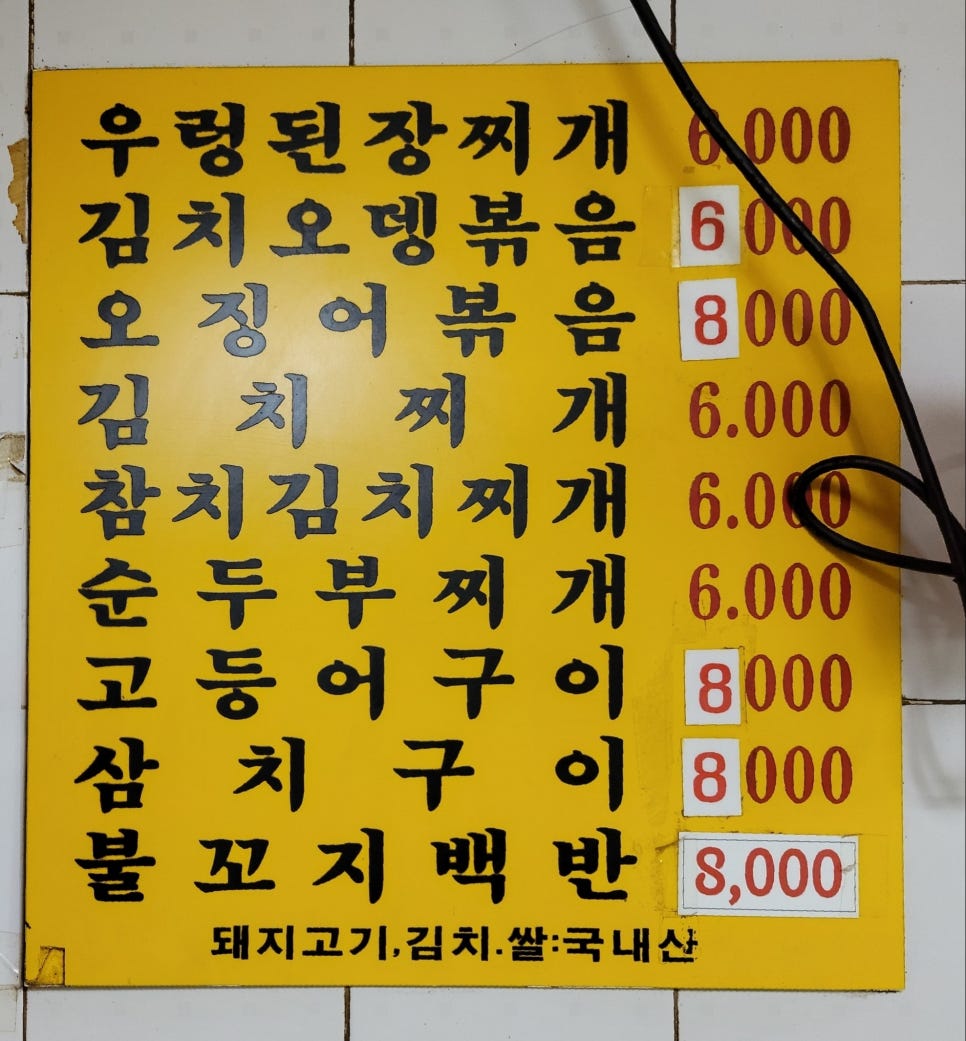 우렁된장찌개 6.000
김치오뎅볶음 6000
오징어볶음 8000
김치찌개 6.000
참치김치찌개 6.000
순두부찌개 6.000
고등어구이 8000
삼치구이 8000
불꼬지백반 8,000
돼지고기,김치.쌀:국내산